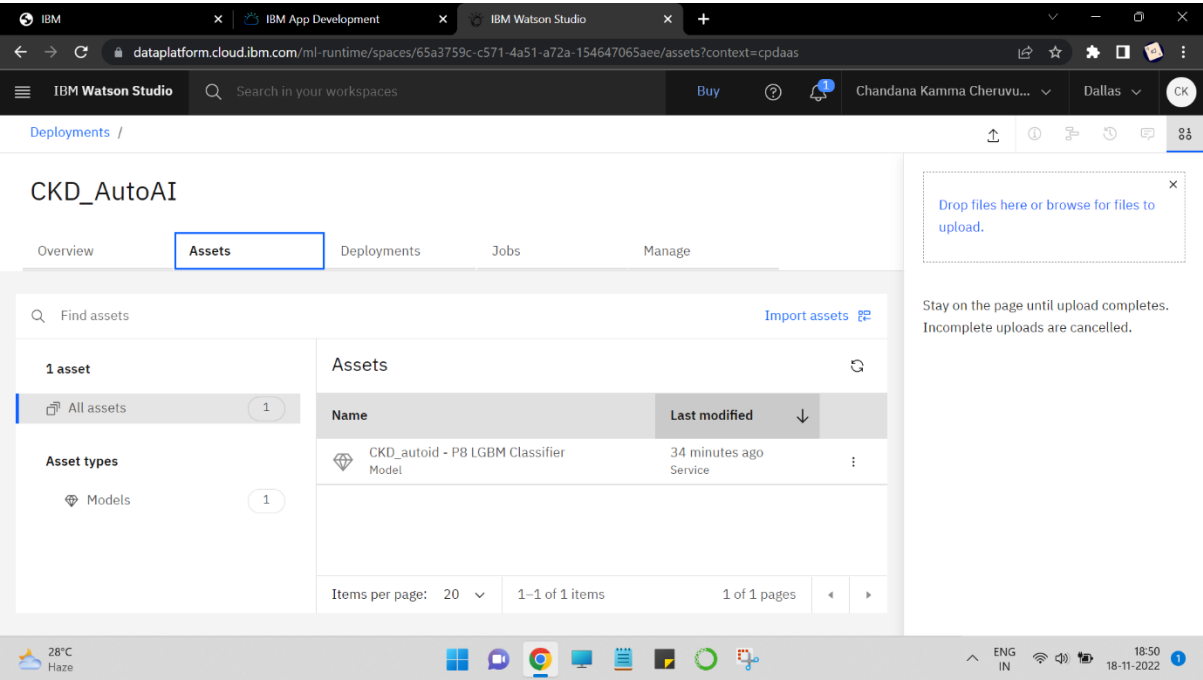 IBM
IBM App Development
IBM Watson Studio
dataplatform.cloud.ibm.com/ml-runtime/spaces/65a3759c-c571-4a51-a72a-154647065aee/assets?context=cpdaas
IBM Watson Studio
Search in your workspaces
Buy
1
Chandana Kamma Cheruvu...
Dallas
CK
Deployments /
CKD_AutoAI
Overview
Assets
Deployments
Jobs
Manage
Drop files here or browse for files to
upload.
Stay on the page until upload completes.
Incomplete uploads are cancelled.
Find assets
Import assets
1 asset
All assets
1
Asset types
Models
1
Assets
Name
Last modified
CKD_autoid - P8 LGBM Classifier
Model
34 minutes ago
Service
Items per page: 20
1–1 of 1 items
1 of 1 pages
28°C
Haze
ENG
IN
18:50
18-11-2022
1